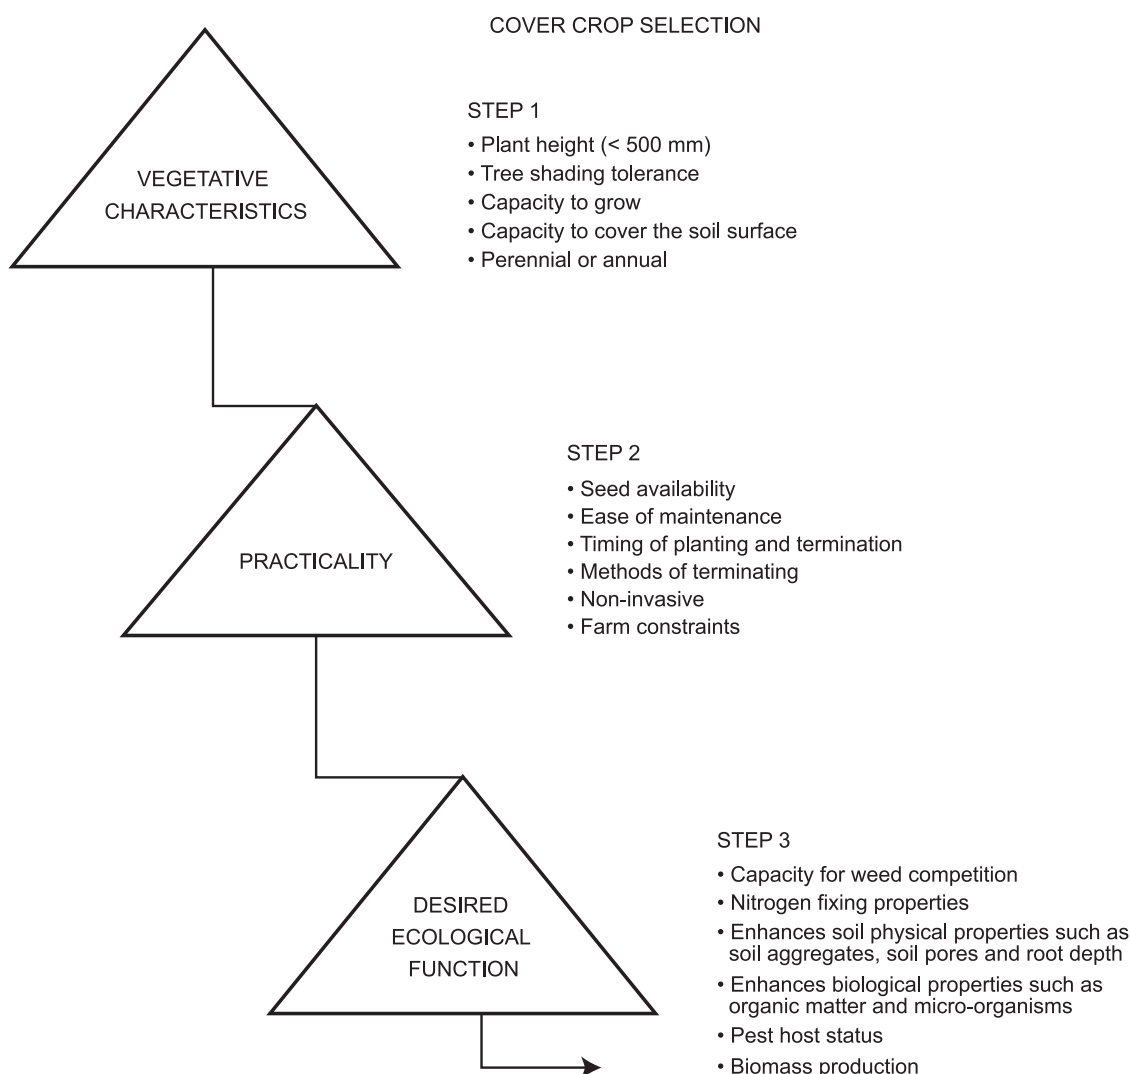 COVER CROP SELECTION
VEGETATIVE
CHARACTERISTICS
STEP 1
• Plant height (< 500 mm)
• Tree shading tolerance
• Capacity to grow
• Capacity to cover the soil surface
• Perennial or annual
PRACTICALITY
STEP 2
• Seed availability
• Ease of maintenance
• Timing of planting and termination
• Methods of terminating
• Non-invasive
• Farm constraints
DESIRED
ECOLOGICAL
FUNCTION
STEP 3
• Capacity for weed competition
• Nitrogen fixing properties
• Enhances soil physical properties such as
soil aggregates, soil pores and root depth
• Enhances biological properties such as
organic matter and micro-organisms
• Pest host status
• Biomass production